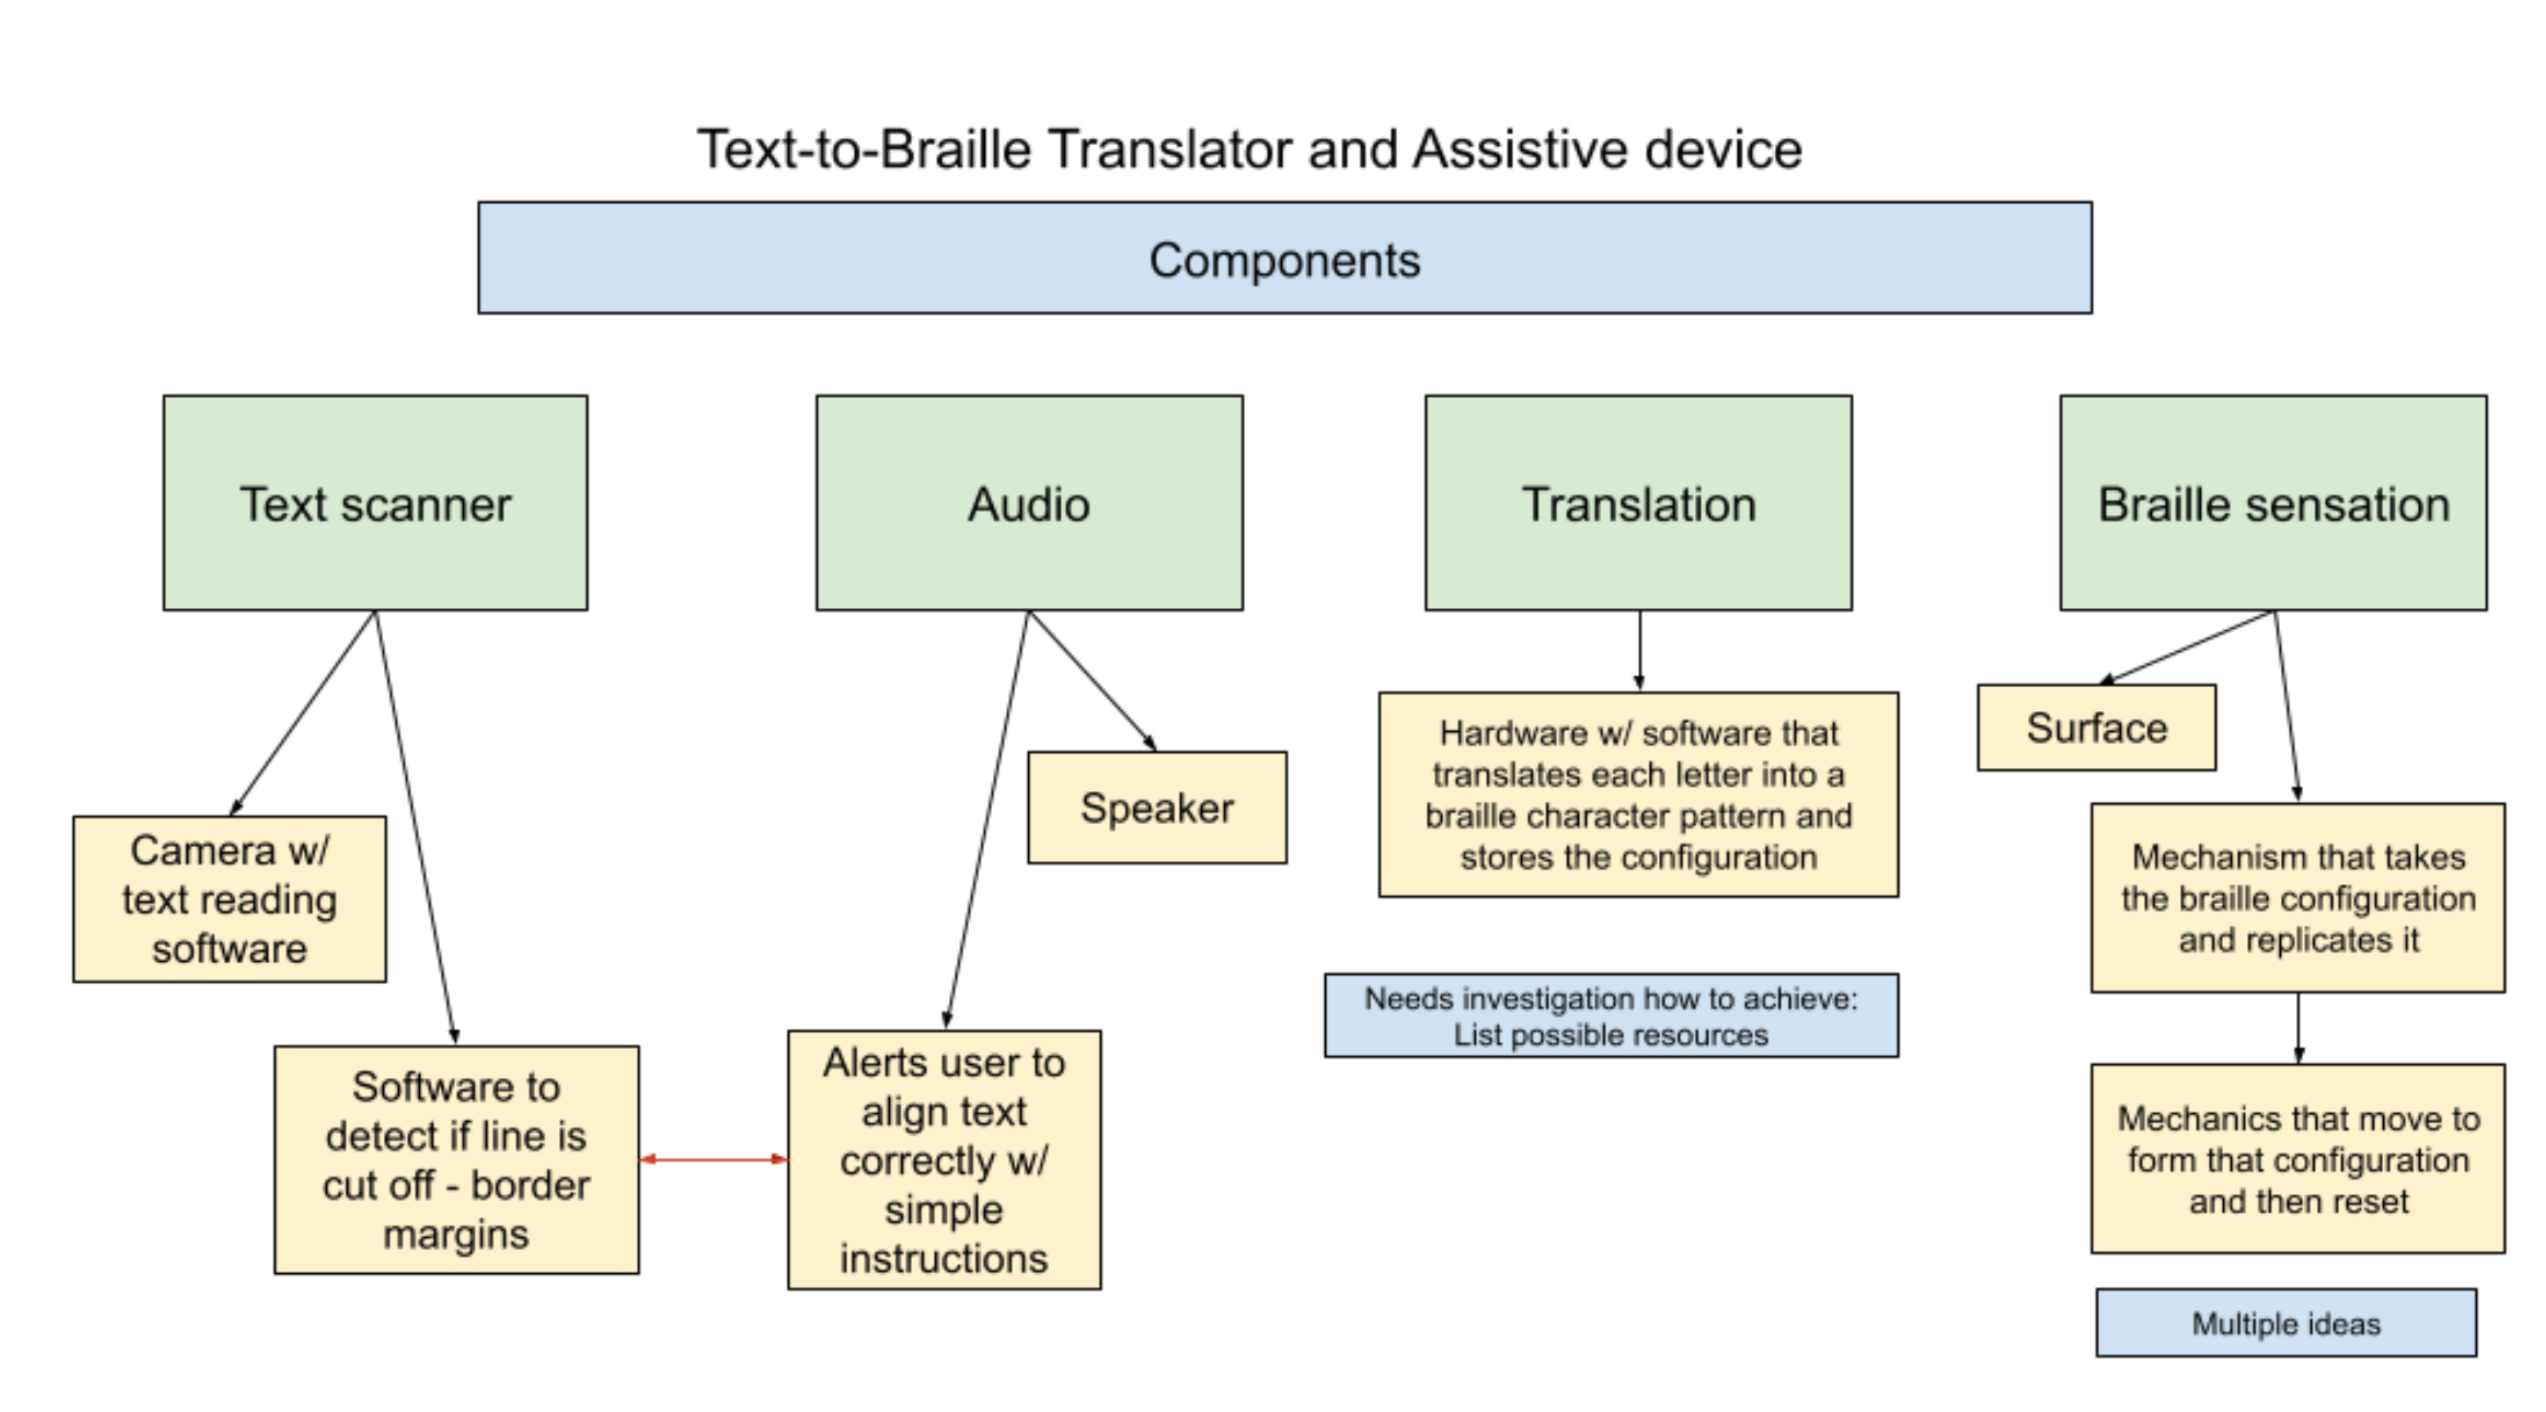 Text-to-Braille Translator and Assistive device
Components
Text scanner
Audio
Translation
Braille sensation
Camera w/
text reading
software
Software to
detect if line is
cut off - border
margins
Speaker
Alerts user to
align text
correctly w/
simple
instructions
Hardware w/ software that
translates each letter into a
braille character pattern and
stores the configuration
Needs investigation how to achieve:
List possible resources
Surface
Mechanism that takes
the braille configuration
and replicates it
Mechanics that move to
form that configuration
and then reset
Multiple ideas